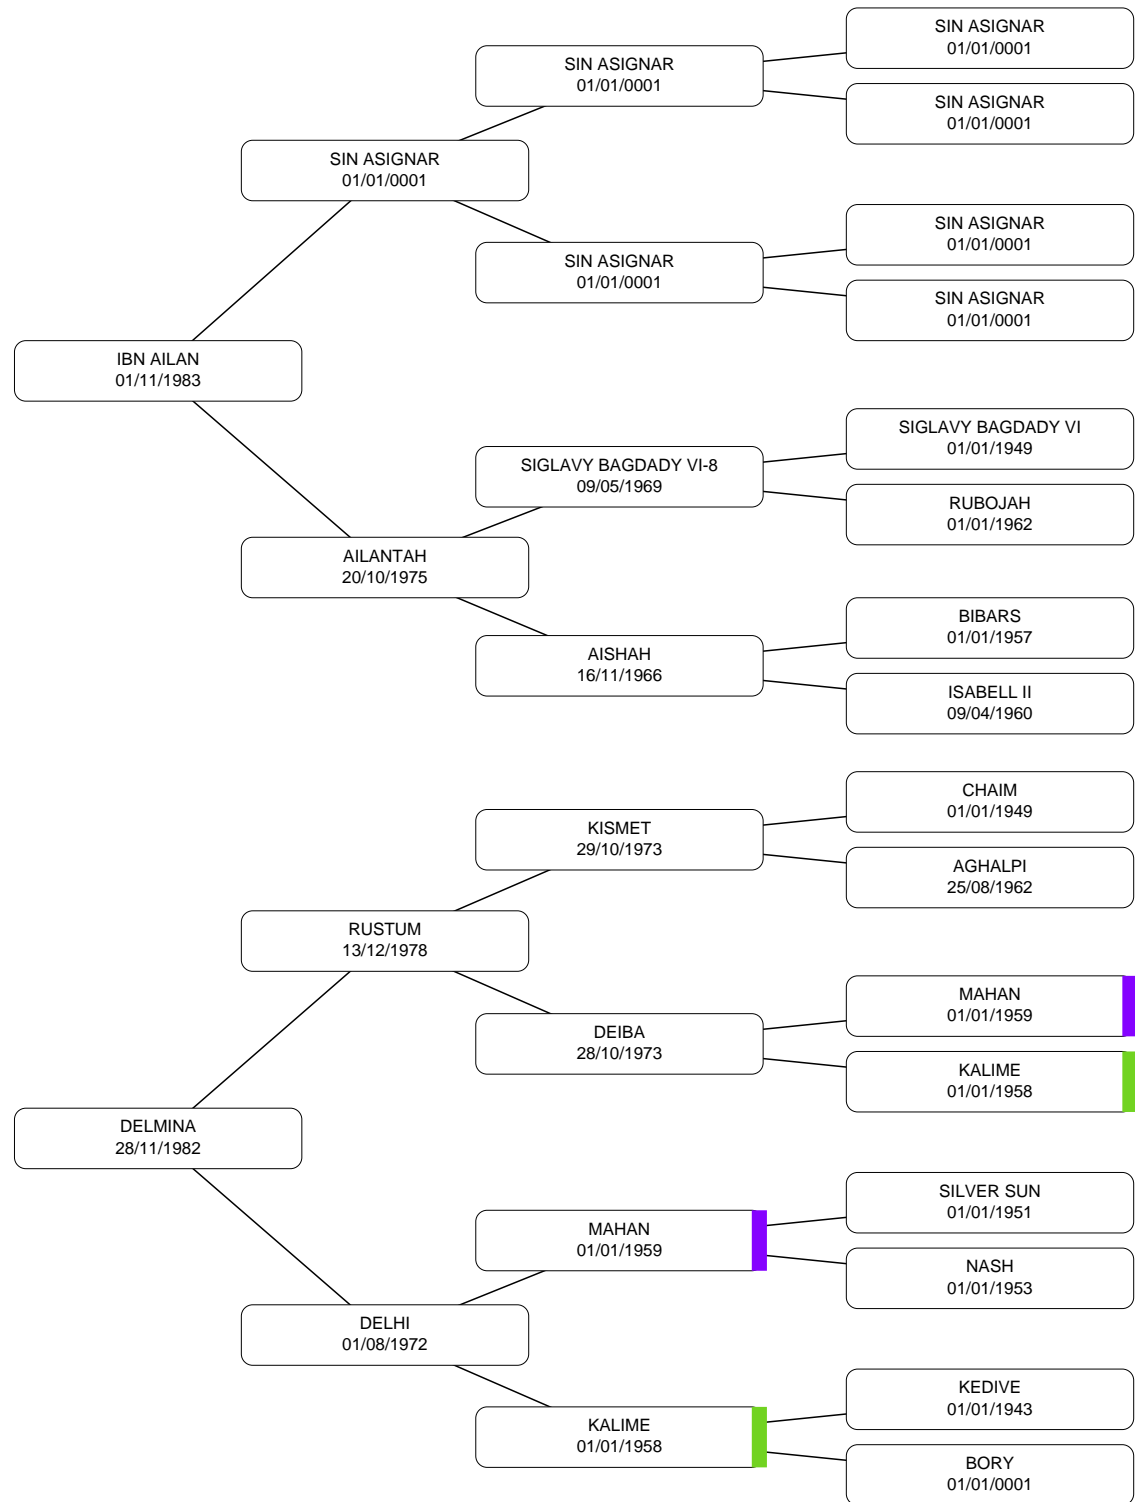 SIN ASIGNAR
01/01/0001
SIN ASIGNAR
01/01/0001
SIN ASIGNAR
01/01/0001
SIN ASIGNAR
01/01/0001
SIN ASIGNAR
01/01/0001
SIN ASIGNAR
01/01/0001
SIN ASIGNAR
01/01/0001
IBN AILAN
01/11/1983
SIGLAVY BAGDADY VI
01/01/1949
SIGLAVY BAGDADY VI-8
09/05/1969
RUBOJAH
01/01/1962
AILANTAH
20/10/1975
BIBARS
01/01/1957
AISHAH
16/11/1966
ISABELL II
09/04/1960
CHAIM
01/01/1949
KISMET
29/10/1973
AGHALPI
25/08/1962
RUSTUM
13/12/1978
MAHAN
01/01/1959
DEIBA
28/10/1973
KALIME
01/01/1958
DELMINA
28/11/1982
SILVER SUN
01/01/1951
MAHAN
01/01/1959
NASH
01/01/1953
DELHI
01/08/1972
KEDIVE
01/01/1943
KALIME
01/01/1958
BORY
01/01/0001